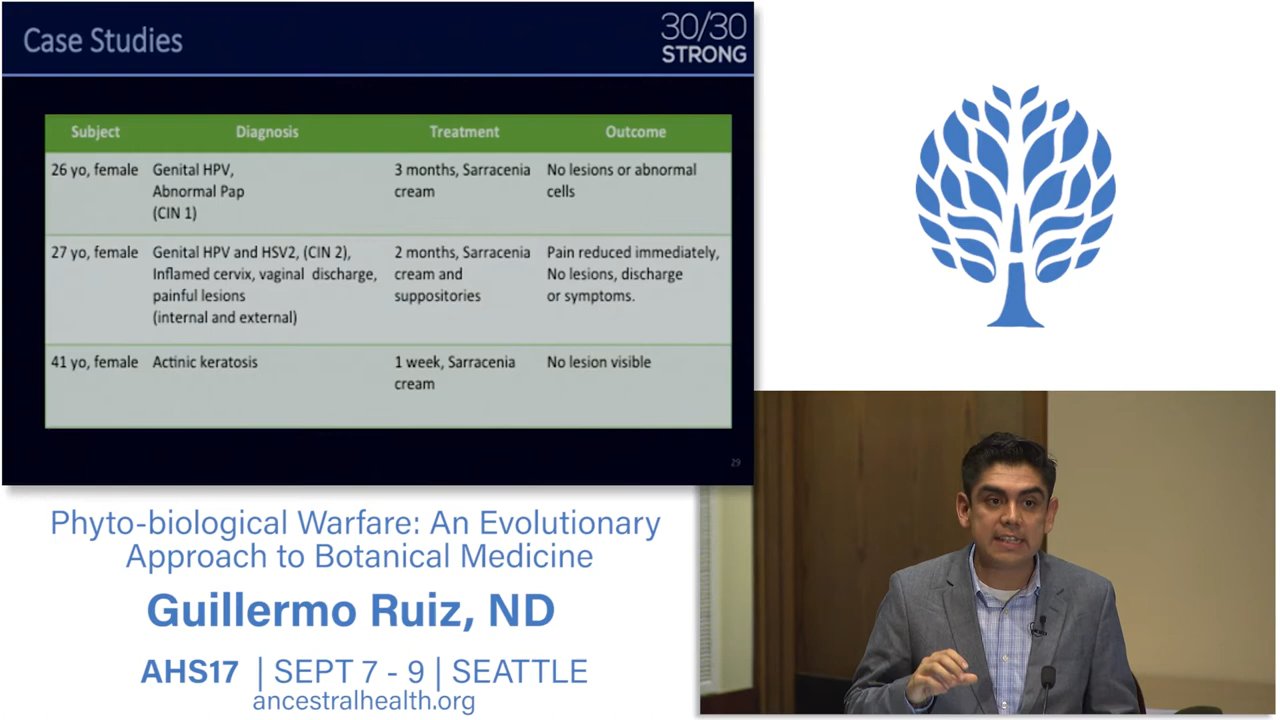 Case Studies
30/30
STRONG
Subject Diagnosis Treatment Outcome
26 yo, female Genital HPV, 3 months, Sarracenia No lesions or abnormal
Abnormal Pap cream cells
(CIN 1)
27 yo, female Genital HPV and HSV2, (CIN 2), 2 months, Sarracenia Pain reduced immediately,
Inflamed cervix, vaginal discharge, cream and No lesions, discharge
painful lesions suppositories or symptoms.
(internal and external)
41 yo, female Actinic keratosis 1 week, Sarracenia No lesion visible
cream
29
Phyto-biological Warfare: An Evolutionary
Approach to Botanical Medicine
Guillermo Ruiz, ND
AHS17 | SEPT 7 - 9 | SEATTLE
ancestralhealth.org